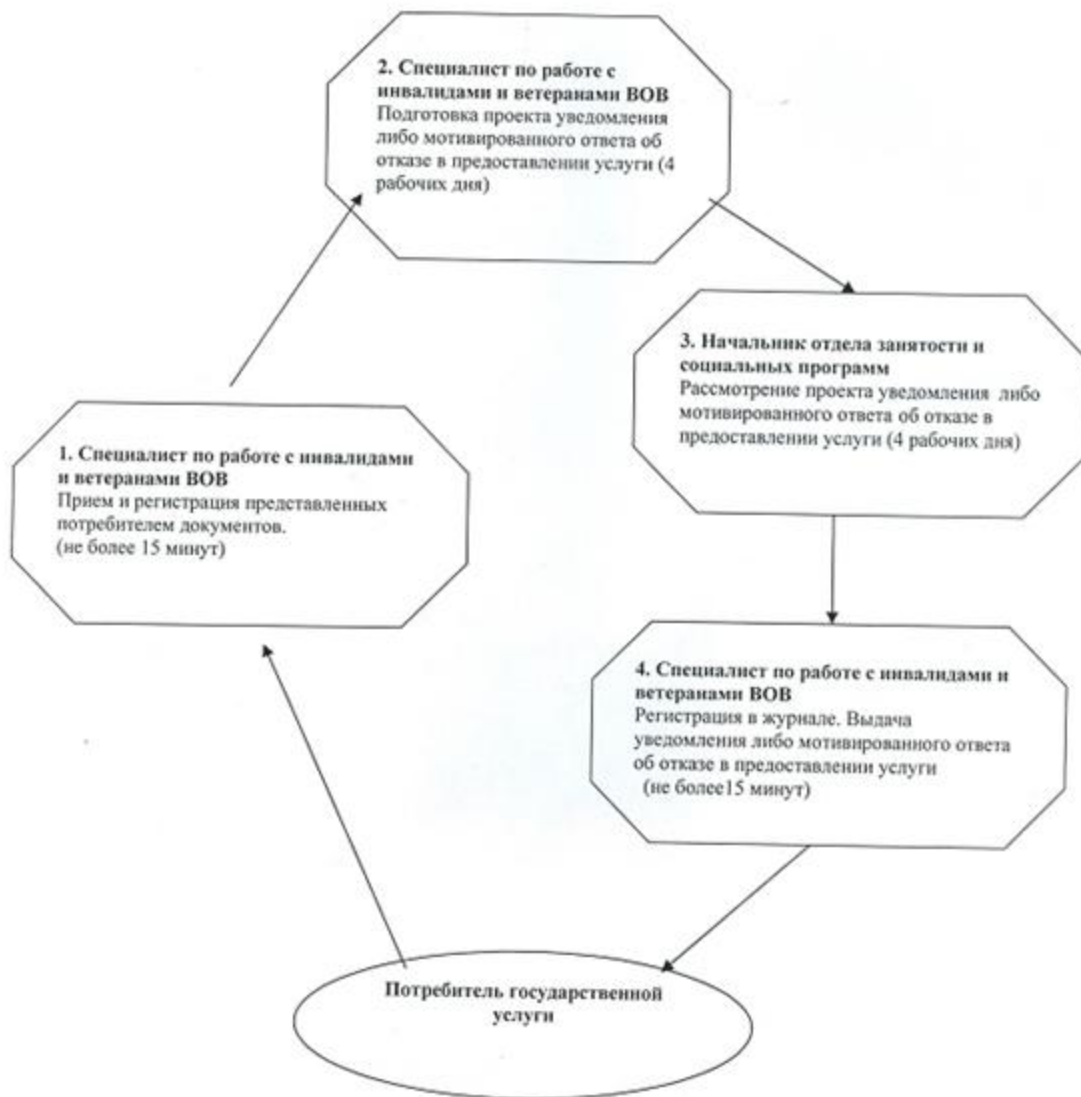 2. Специалист по работе с
инвалидами и ветеранами ВОВ
Подготовка проекта уведомления
либо мотивированного ответа об
отказе в предоставлении услуги (4
рабочих дня)
3. Начальник отдела занятости и
социальных программ
Рассмотрение проекта уведомления либо
мотивированного ответа об отказе в
предоставлении услуги (4 рабочих дня)
1. Специалист по работе с инвалидами
и ветеранами ВОВ
Прием и регистрация представленных
потребителем документов.
(не более 15 минут)
4. Специалист по работе с инвалидами и
ветеранами ВОВ
Регистрация в журнале. Выдача
уведомления либо мотивированного ответа
об отказе в предоставлении услуги
(не более15 минут)
Потребитель государственной
услуги